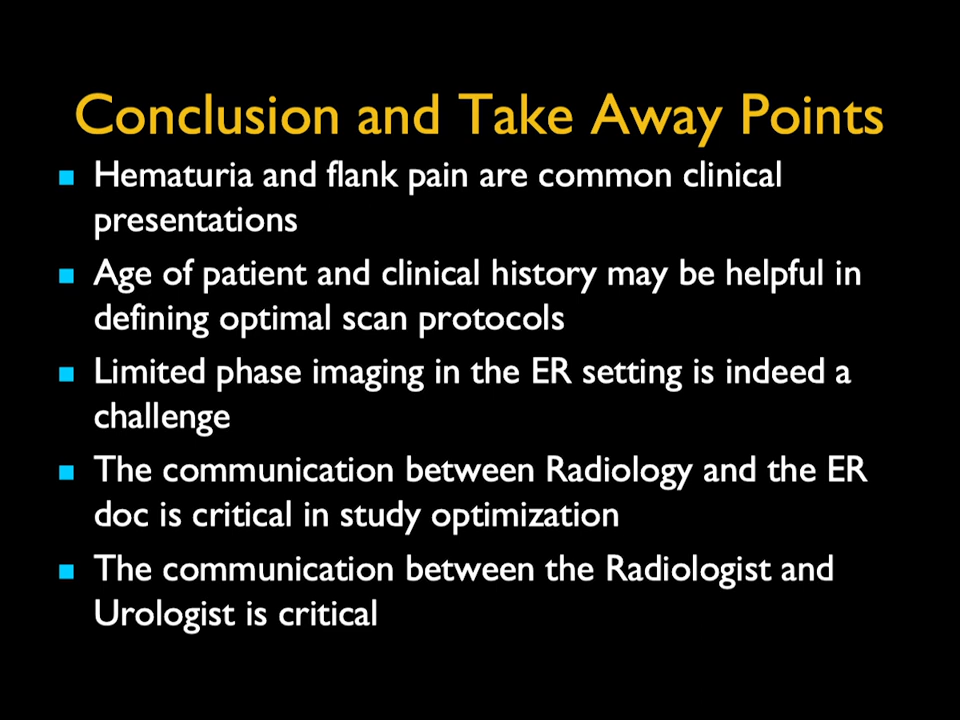 Conclusion and Take Away Points
Hematuria and flank pain are common clinical
presentations
Age of patient and clinical history may be helpful in
defining optimal scan protocols
Limited phase imaging in the ER setting is indeed a
challenge
The communication between Radiology and the ER
doc is critical in study optimization
The communication between the Radiologist and
Urologist is critical